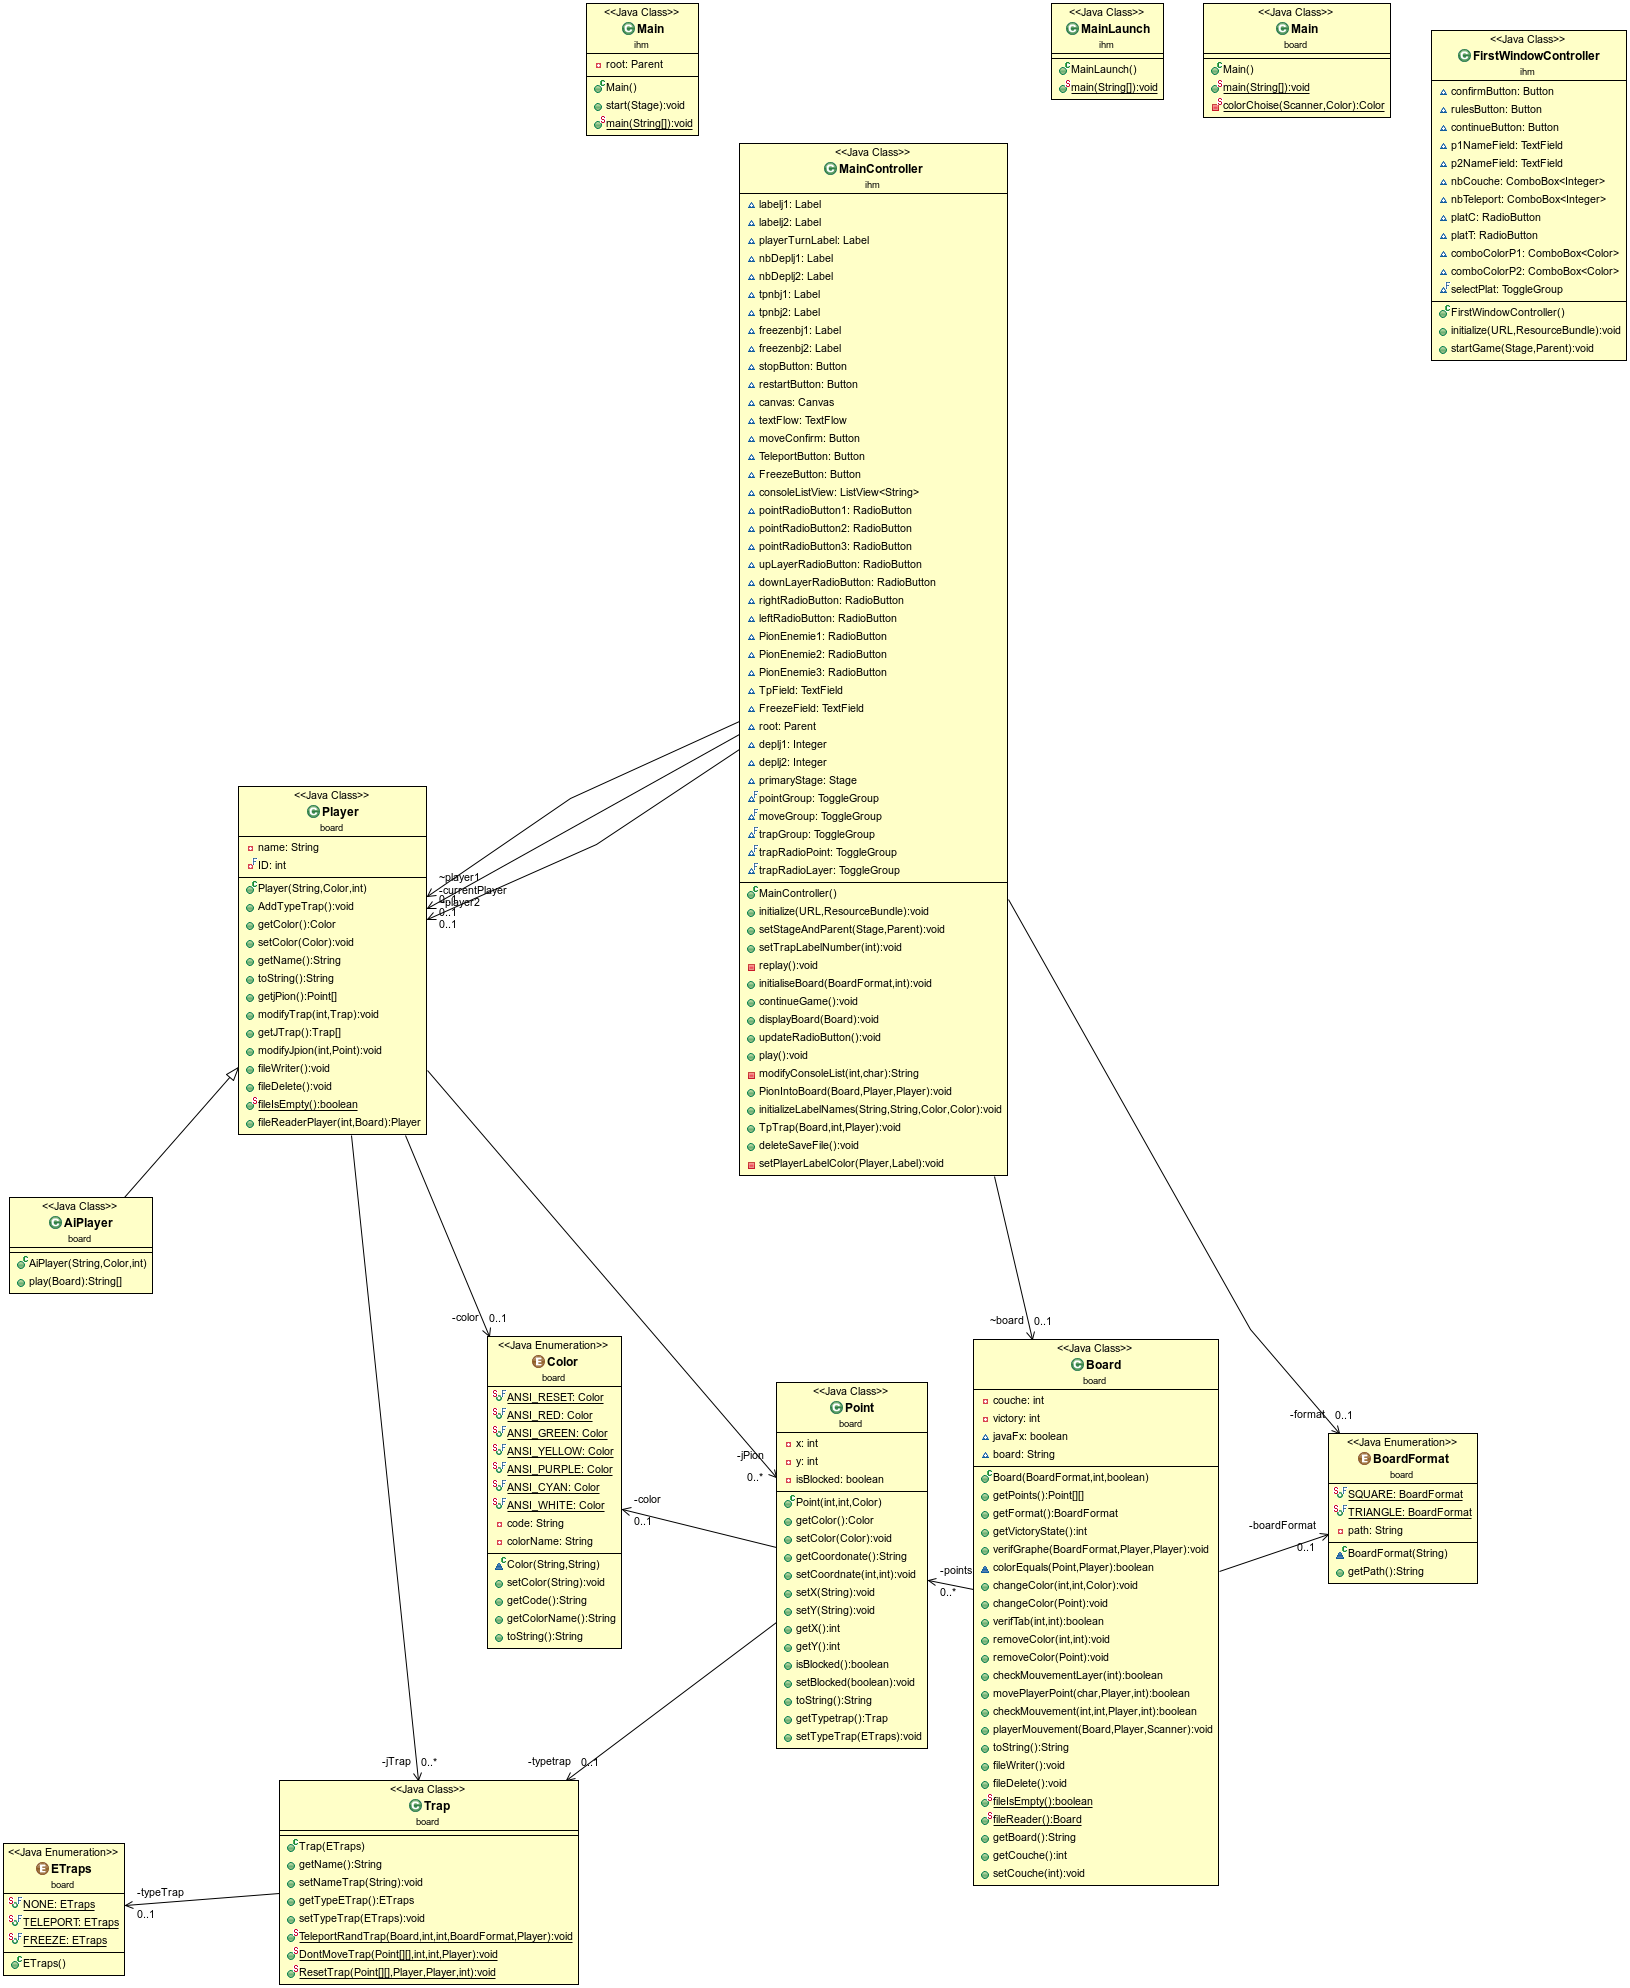 <<Java Class>>
Main
ihm
root: Parent
Main()
start(Stage):void
main(String[]):void
<<Java Class>>
MainLaunch
ihm
MainLaunch()
main(String[]):void
<<Java Class>>
Main
board
Main()
main(String[]):void
colorChoise(Scanner,Color):Color
<<Java Class>>
FirstWindowController
ihm
confirmButton: Button
rulesButton: Button
continueButton: Button
p1NameField: TextField
p2NameField: TextField
nbCouche: ComboBox<Integer>
nbTeleport: ComboBox<Integer>
platC: RadioButton
platT: RadioButton
comboColorP1: ComboBox<Color>
comboColorP2: ComboBox<Color>
selectPlat: ToggleGroup
FirstWindowController()
initialize(URL,ResourceBundle):void
startGame(Stage,Parent):void
<<Java Class>>
MainController
ihm
labelj1: Label
labelj2: Label
playerTurnLabel: Label
nbDeplj1: Label
nbDeplj2: Label
tpnbj1: Label
tpnbj2: Label
freezenbj1: Label
freezenbj2: Label
stopButton: Button
restartButton: Button
canvas: Canvas
textFlow: TextFlow
moveConfirm: Button
TeleportButton: Button
FreezeButton: Button
consoleListView: ListView<String>
pointRadioButton1: RadioButton
pointRadioButton2: RadioButton
pointRadioButton3: RadioButton
upLayerRadioButton: RadioButton
downLayerRadioButton: RadioButton
rightRadioButton: RadioButton
leftRadioButton: RadioButton
PionEnemie1: RadioButton
PionEnemie2: RadioButton
PionEnemie3: RadioButton
TpField: TextField
FreezeField: TextField
root: Parent
deplj1: Integer
deplj2: Integer
primaryStage: Stage
pointGroup: ToggleGroup
moveGroup: ToggleGroup
trapGroup: ToggleGroup
trapRadioPoint: ToggleGroup
trapRadioLayer: ToggleGroup
MainController()
initialize(URL,ResourceBundle):void
setStageAndParent(Stage,Parent):void
setTrapLabelNumber(int):void
replay():void
initialiseBoard(BoardFormat,int):void
continueGame():void
displayBoard(Board):void
updateRadioButton():void
play():void
modifyConsoleList(int,char):String
PionIntoBoard(Board,Player,Player):void
initializeLabelNames(String,String,Color,Color):void
TpTrap(Board,int,Player):void
deleteSaveFile():void
setPlayerLabelColor(Player,Label):void
<<Java Class>>
Player
board
name: String
ID: int
Player(String,Color,int)
AddTypeTrap():void
getColor():Color
setColor(Color):void
getName():String
toString():String
getjPion():Point[]
modifyTrap(int,Trap):void
getJTrap():Trap[]
modifyJpion(int,Point):void
fileWriter():void
fileDelete():void
fileIsEmpty():boolean
fileReaderPlayer(int,Board):Player
~player1
-currentPlayer
0..1
~player2
0..1
0..1
<<Java Class>>
AiPlayer
board
AiPlayer(String,Color,int)
play(Board):String[]
-color 0..1
<<Java Enumeration>>
Color
board
ANSI_RESET: Color
ANSI_RED: Color
ANSI_GREEN: Color
ANSI_YELLOW: Color
ANSI_PURPLE: Color
ANSI_CYAN: Color
ANSI_WHITE: Color
code: String
colorName: String
Color(String,String)
setColor(String):void
getCode():String
getColorName():String
toString():String
-jPion
0..*
-color
0..1
<<Java Class>>
Point
board
x: int
y: int
isBlocked: boolean
Point(int,int,Color)
getColor():Color
setColor(Color):void
getCoordonate():String
setCoordnate(int,int):void
setX(String):void
setY(String):void
getX():int
getY():int
isBlocked():boolean
setBlocked(boolean):void
toString():String
getTypetrap():Trap
setTypeTrap(ETraps):void
~board 0..1
-points
0..*
<<Java Class>>
Board
board
couche: int
victory: int
javaFx: boolean
board: String
Board(BoardFormat,int,boolean)
getPoints():Point[][]
getFormat():BoardFormat
getVictoryState():int
verifGraphe(BoardFormat,Player,Player):void
colorEquals(Point,Player):boolean
changeColor(int,int,Color):void
changeColor(Point):void
verifTab(int,int):boolean
removeColor(int,int):void
removeColor(Point):void
checkMouvementLayer(int):boolean
movePlayerPoint(char,Player,int):boolean
checkMouvement(int,int,Player,int):boolean
playerMouvement(Board,Player,Scanner):void
toString():String
fileWriter():void
fileDelete():void
fileIsEmpty():boolean
fileReader():Board
getBoard():String
getCouche():int
setCouche(int):void
-format 0..1
-boardFormat
0..1
<<Java Enumeration>>
BoardFormat
board
SQUARE: BoardFormat
TRIANGLE: BoardFormat
path: String
BoardFormat(String)
getPath():String
-jTrap 0..*
-typetrap 0..1
<<Java Class>>
Trap
board
Trap(ETraps)
getName():String
setNameTrap(String):void
getTypeETrap():ETraps
setTypeTrap(ETraps):void
TeleportRandTrap(Board,int,int,BoardFormat,Player):void
DontMoveTrap(Point[][],int,int,Player):void
ResetTrap(Point[][],Player,Player,int):void
-typeTrap
0..1
<<Java Enumeration>>
ETraps
board
NONE: ETraps
TELEPORT: ETraps
FREEZE: ETraps
ETraps()